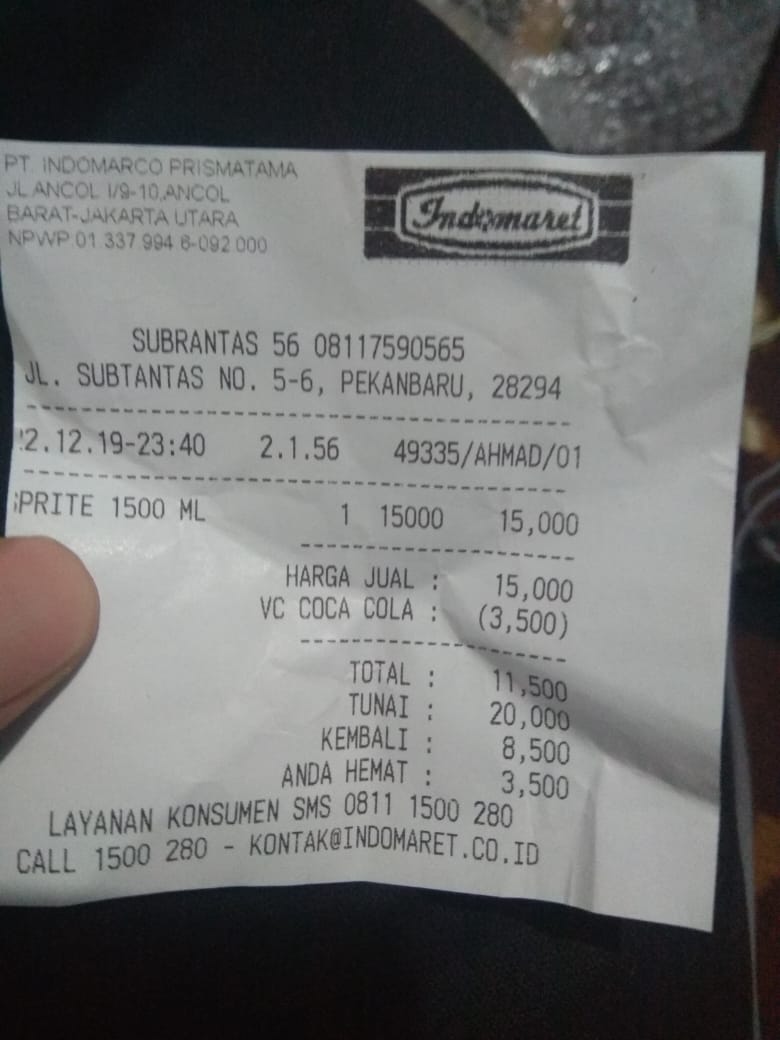 PT. INDOMARCO PRISMATAMA
JL.ANCOL I/9-10,ANCOL
BARAT-JAKARTA UTARA
NPWP.01.337.994.6-092.000
Indomaret
SUBRANTAS 56 08117590565
JL. SUBTANTAS NO. 5-6, PEKANBARU, 28294
2.12.19-23:40 2.1.56 49335/AHMAD/01
SPRITE 1500 ML 1 15000 15,000
HARGA JUAL : 15,000
VC COCA COLA : (3,500)
TOTAL : 11,500
TUNAI : 20,000
KEMBALI : 8,500
ANDA HEMAT : 3,500
LAYANAN KONSUMEN SMS 0811 1500 280
CALL 1500 280 - KONTAK@INDOMARET.CO.ID